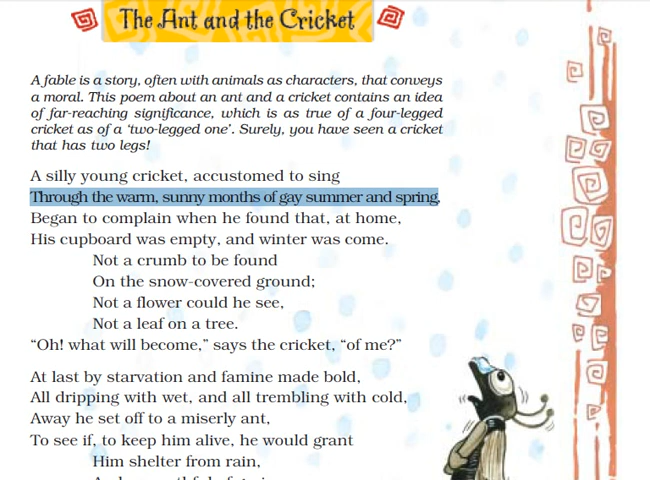 The Ant and the Cricket
A fable is a story, often with animals as characters, that conveys
a moral. This poem about an ant and a cricket contains an idea
of far-reaching significance, which is as true of a four-legged
cricket as of a ‘two-legged one’. Surely, you have seen a cricket
that has two legs!
A silly young cricket, accustomed to sing
Through the warm, sunny months of gay summer and spring,
Began to complain when he found that, at home,
His cupboard was empty, and winter was come.
Not a crumb to be found
On the snow-covered ground;
Not a flower could he see,
Not a leaf on a tree.
“Oh! what will become,” says the cricket, “of me?”
At last by starvation and famine made bold,
All dripping with wet, and all trembling with cold,
Away he set off to a miserly ant,
To see if, to keep him alive, he would grant
Him shelter from rain,